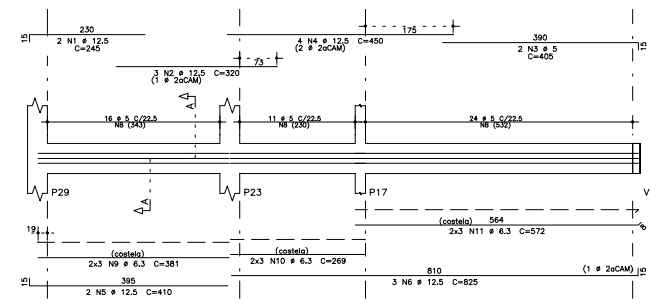 230
15
2 N1 ø 12.5
C=245
4 N4 ø 12.5 C=450
(2 ø 2aCAM)
175
390
2 N3 ø 5
C=405
15
3 N2 ø 12.5 C=320
(1 ø 2aCAM)
73
A
16 ø 5 C/22.5
N8 (343)
11 ø 5 C/22.5
N8 (230)
24 ø 5 C/22.5
N8 (532)
P29
P23
P17
V
A
19
(costela)
2x3 N9 ø 6.3 C=381
(costela)
2x3 N10 ø 6.3 C=269
(costela) 564
2x3 N11 ø 6.3 C=572
8
15
395
2 N5 ø 12.5 C=410
810
3 N6 ø 12.5 C=825
(1 ø 2aCAM)
15